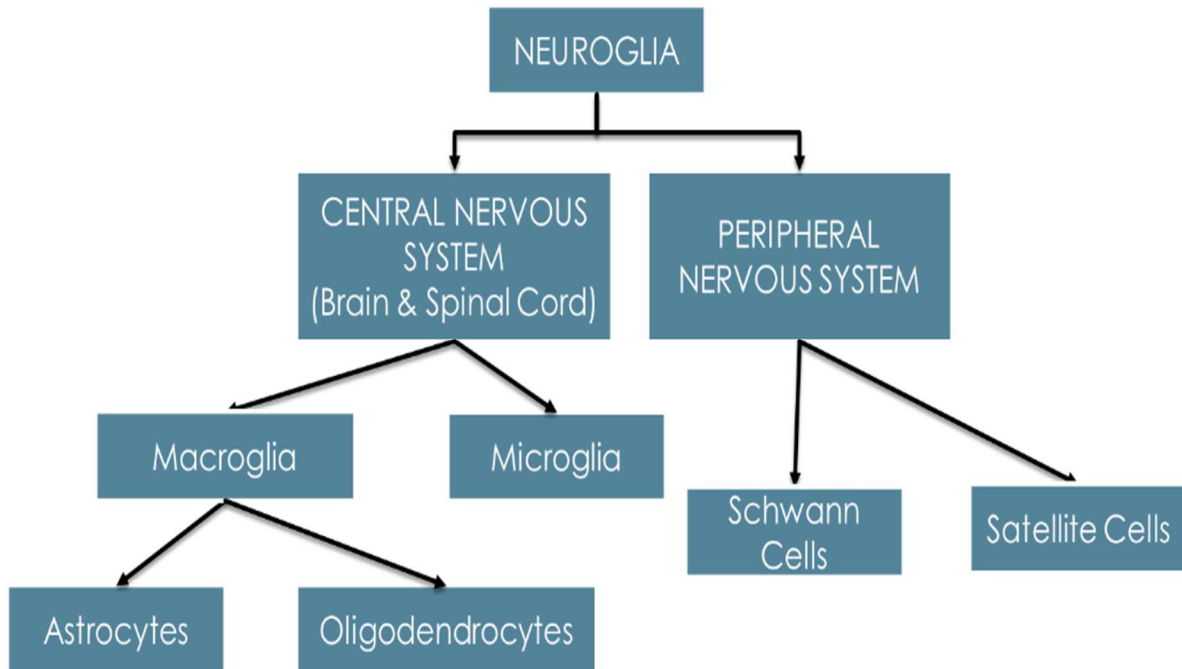 NEUROGLIA
CENTRAL NERVOUS
SYSTEM
(Brain & Spinal Cord)
PERIPHERAL
NERVOUS SYSTEM
Macroglia
Microglia
Schwann
Cells
Satellite Cells
Astrocytes
Oligodendrocytes